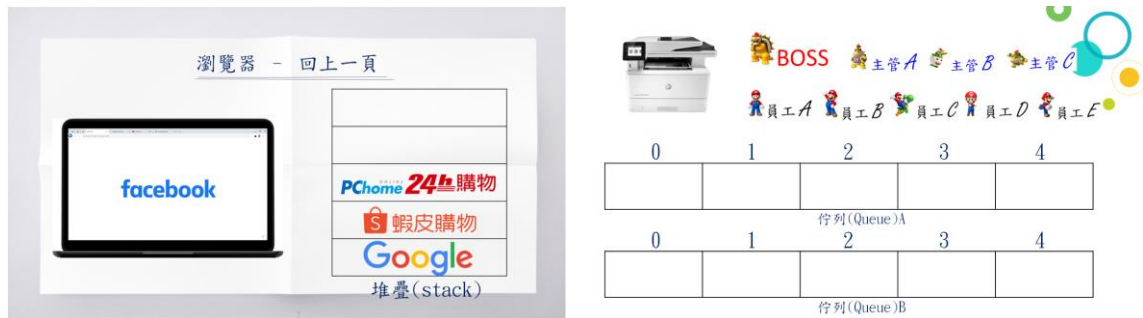 瀏覽器 - 回上一頁
facebook
PChome 24h購物
蝦皮購物
Google
堆疊(stack)
BOSS 主管A 主管B 主管C
員工A 員工B 員工C 員工D 員工E
0 1 2 3 4
佇列(Queue)A
0 1 2 3 4
佇列(Queue)B